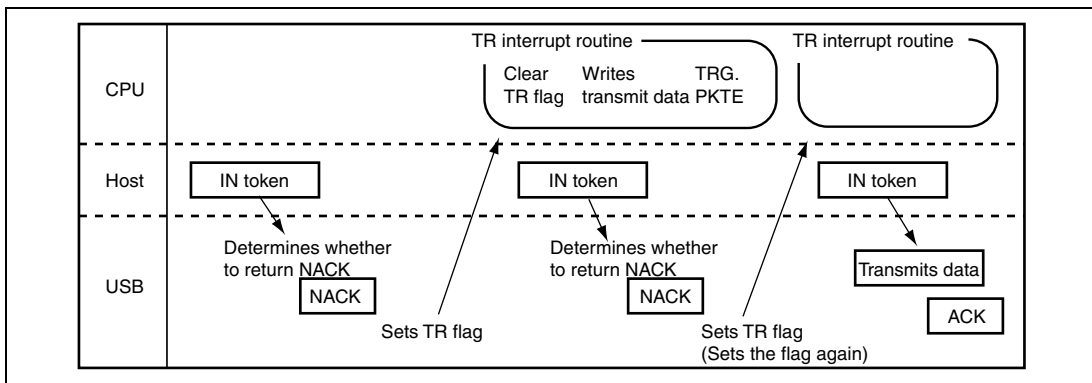 TR interrupt routine
TR interrupt routine
CPU
Clear Writes TRG.
TR flag transmit data PKTE
Host
IN token
IN token
IN token
USB
Determines whether
to return NACK
NACK
Sets TR flag
Determines whether
to return NACK
NACK
Sets TR flag
(Sets the flag again)
Transmits data
ACK